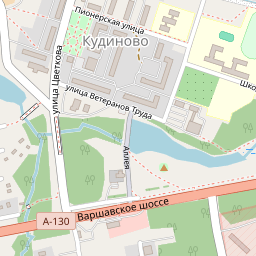 Пионерская улица
Кудиново
Шко
улица Цветкова
улица Ветеранов Труда
Аллея
А-130
Варшавское шоссе